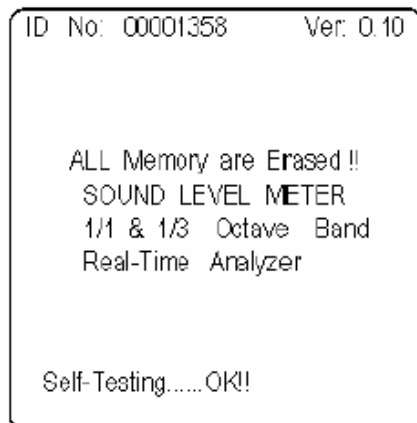 ID No: 00001358 Ver: 0.10
ALL Memory are Erased !!
SOUND LEVEL METER
1/1 & 1/3 Octave Band
Real-Time Analyzer
Self-Testing......OK!!